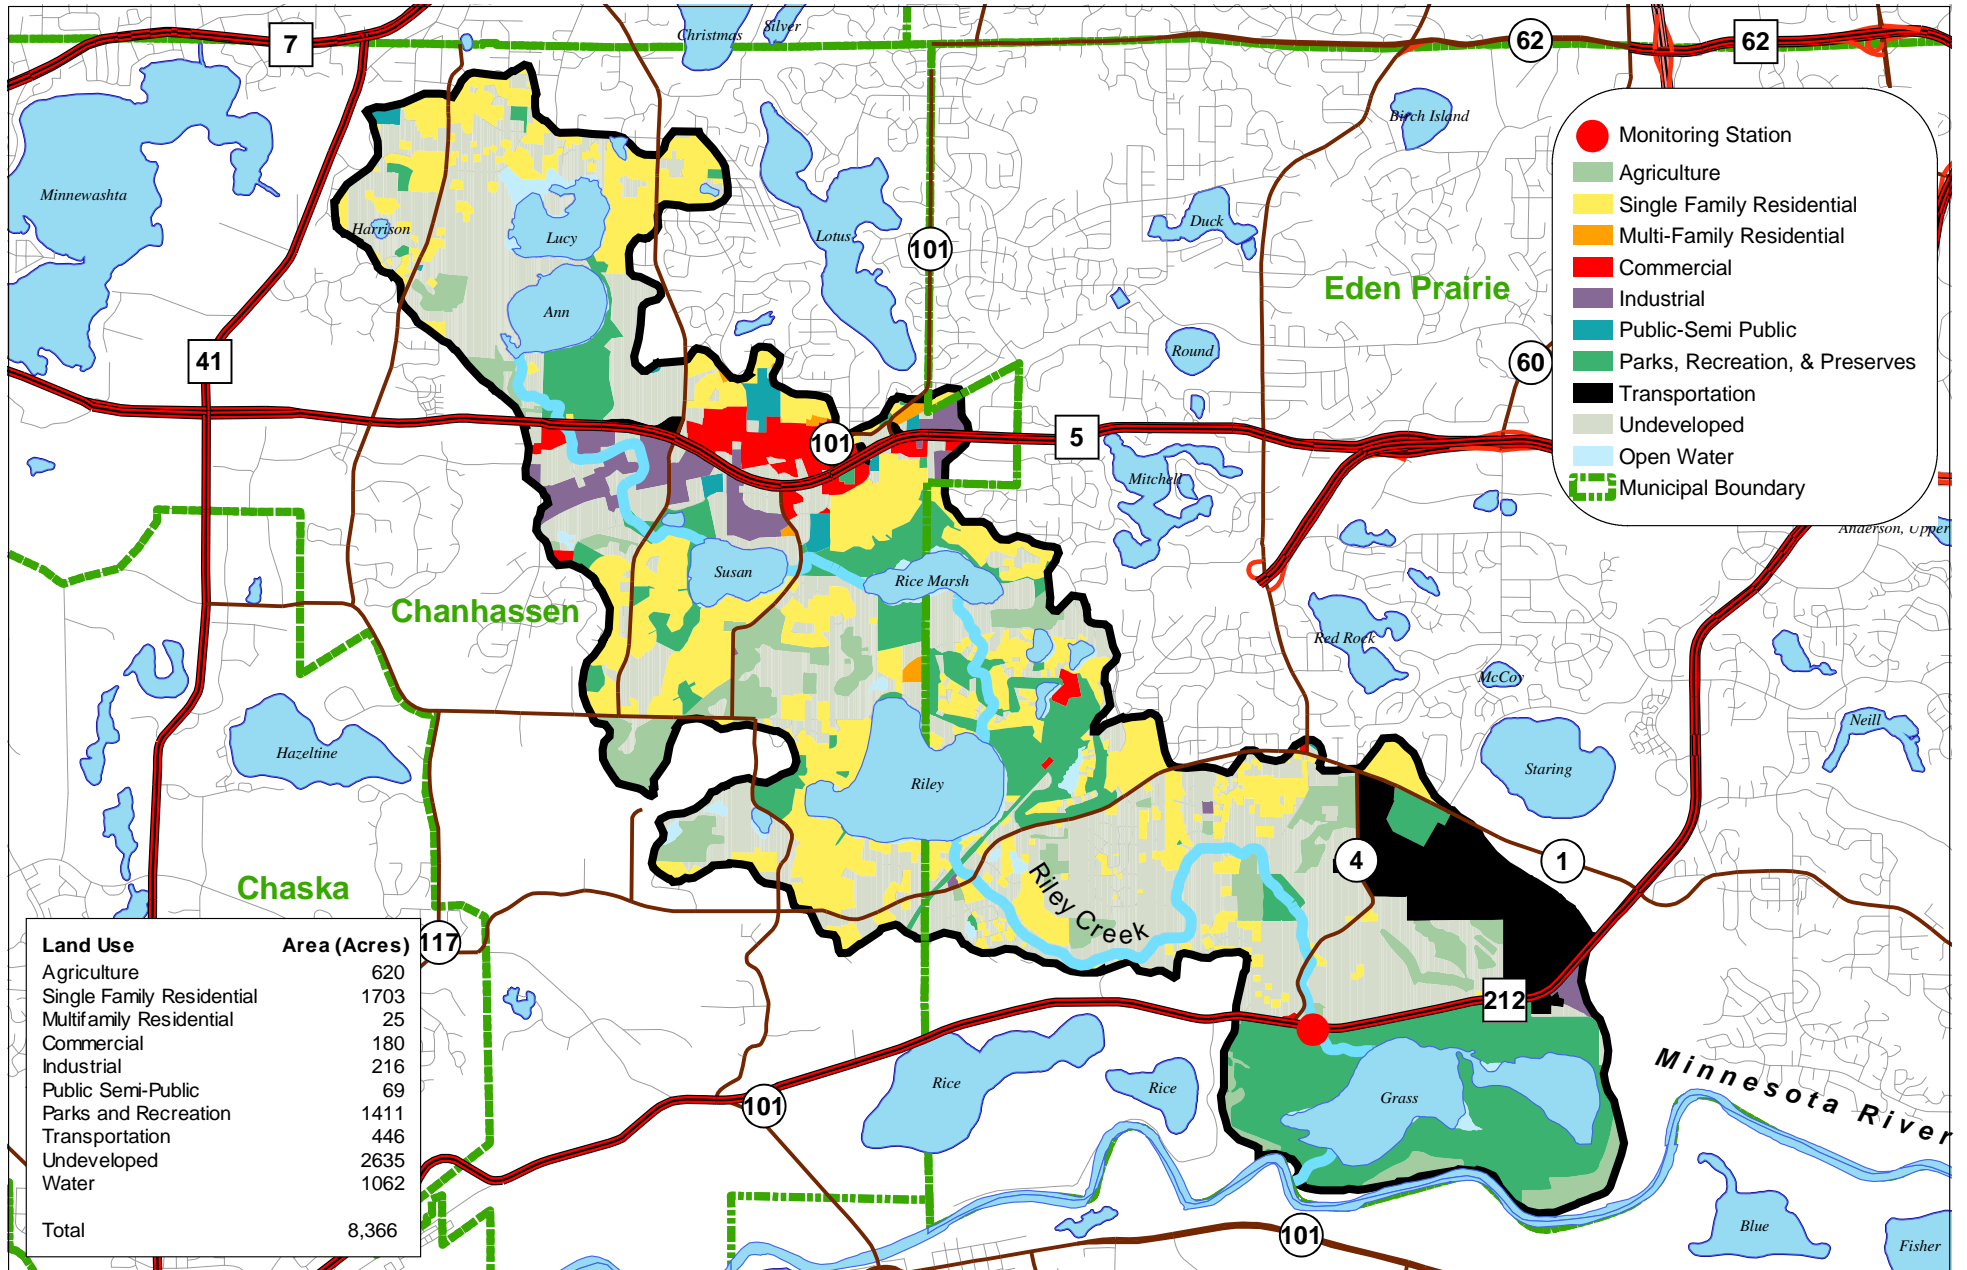 Christmas
Silver
7
62
62
Birch Island
Monitoring Station
Agriculture
Single Family Residential
Multi-Family Residential
Commercial
Industrial
Public-Semi Public
Parks, Recreation, & Preserves
Transportation
Undeveloped
Open Water
Municipal Boundary
Minnewashta
Harrison
Lucy
Lotus
101
Duck
Eden Prairie
Ann
41
Round
60
101
5
Mitchell
Anderson, Upper
Susan
Rice Marsh
Chanhassen
Red Rock
McCoy
Hazeltine
Neill
Riley
Staring
4
1
Chaska
Riley Creek
117
212
Land Use Area (Acres)
Agriculture 620
Single Family Residential 1703
Multifamily Residential 25
Commercial 180
Industrial 216
Public Semi-Public 69
Parks and Recreation 1411
Transportation 446
Undeveloped 2635
Water 1062
Total 8,366
Rice
Rice
Grass
Minnesota River
101
101
Blue
Fisher